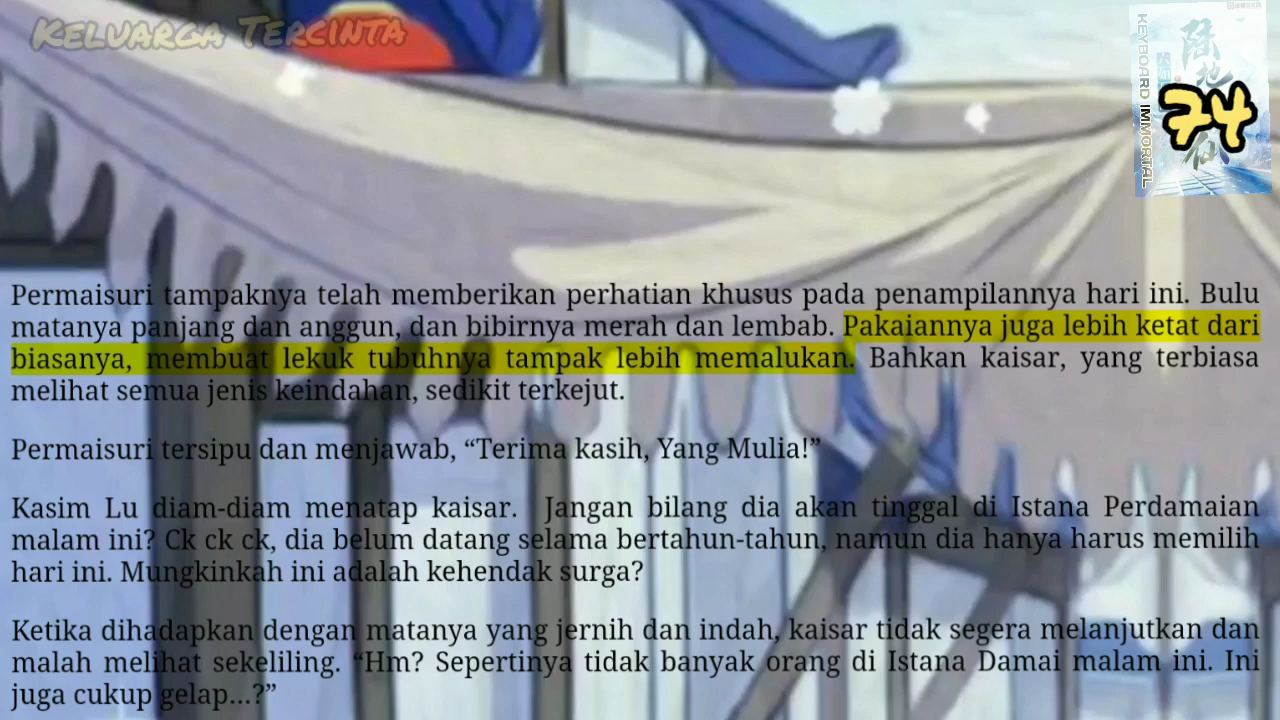 Keluarga Tercinta
KEYBOARD IMMORTAL
74
Permaisuri tampaknya telah memberikan perhatian khusus pada penampilannya hari ini. Bulu
matanya panjang dan anggun, dan bibirnya merah dan lembab. Pakaiannya juga lebih ketat dari
biasanya, membuat lekuk tubuhnya tampak lebih memalukan. Bahkan kaisar, yang terbiasa
melihat semua jenis keindahan, sedikit terkejut.
Permaisuri tersipu dan menjawab, “Terima kasih, Yang Mulia!”
Kasim Lu diam-diam menatap kaisar. Jangan bilang dia akan tinggal di Istana Perdamaian
malam ini? Ck ck ck, dia belum datang selama bertahun-tahun, namun dia hanya harus memilih
hari ini. Mungkinkah ini adalah kehendak surga?
Ketika dihadapkan dengan matanya yang jernih dan indah, kaisar tidak segera melanjutkan dan
malah melihat sekeliling. “Hm? Sepertinya tidak banyak orang di Istana Damai malam ini. Ini
juga cukup gelap...?”